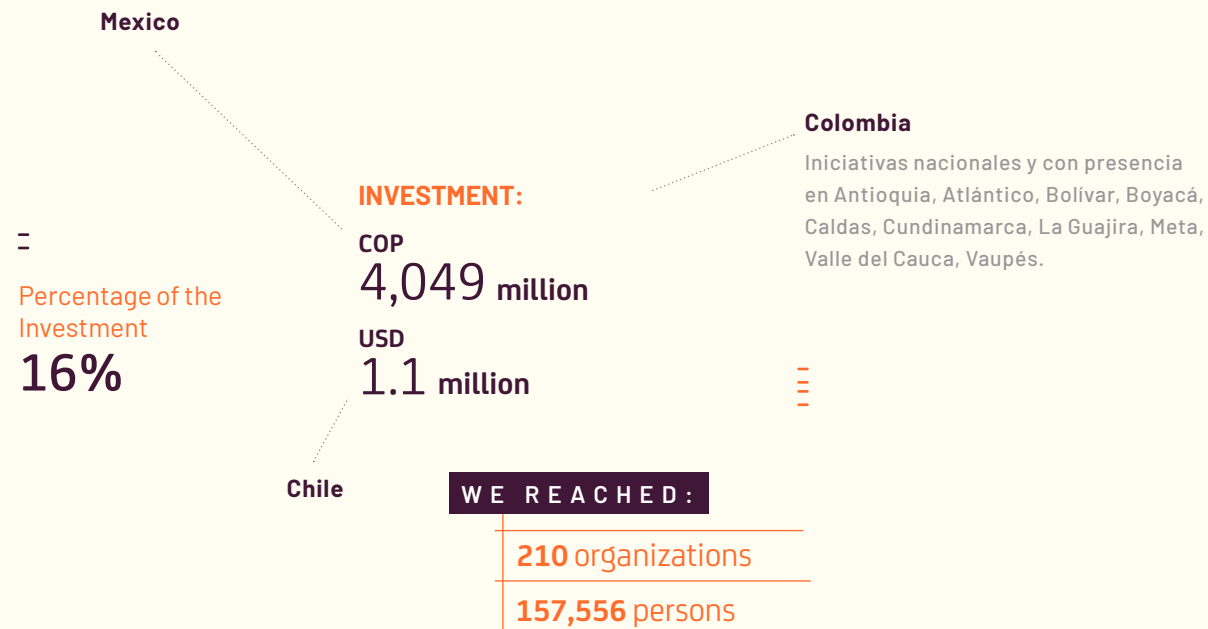 Mexico
Colombia
Iniciativas nacionales y con presencia
en Antioquia, Atlántico, Bolívar, Boyacá,
Caldas, Cundinamarca, La Guajira, Meta,
Valle del Cauca, Vaupés.
INVESTMENT:
COP
4,049 million
USD
1.1 million
Percentage of the
Investment
16%
Chile
WE REACHED:
210 organizations
157,556 persons